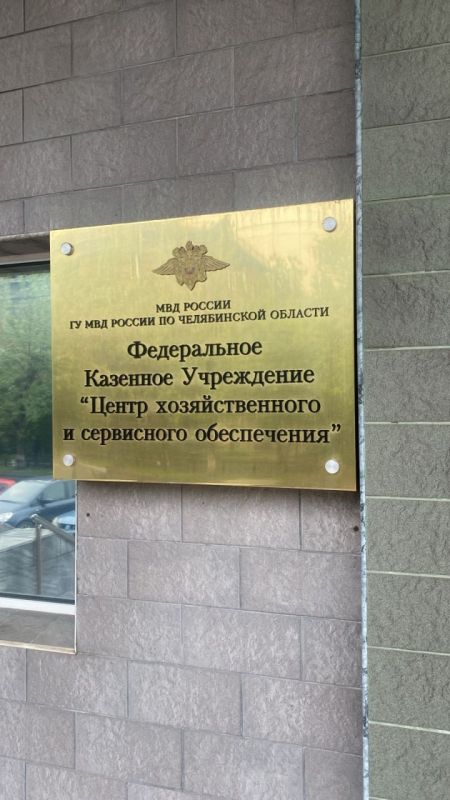 МВД РОССИИ
ГУ МВД РОССИИ ПО ЧЕЛЯБИНСКОЙ ОБЛАСТИ
Федеральное
Казенное Учреждение
“Центр хозяйственного
и сервисного обеспечения”